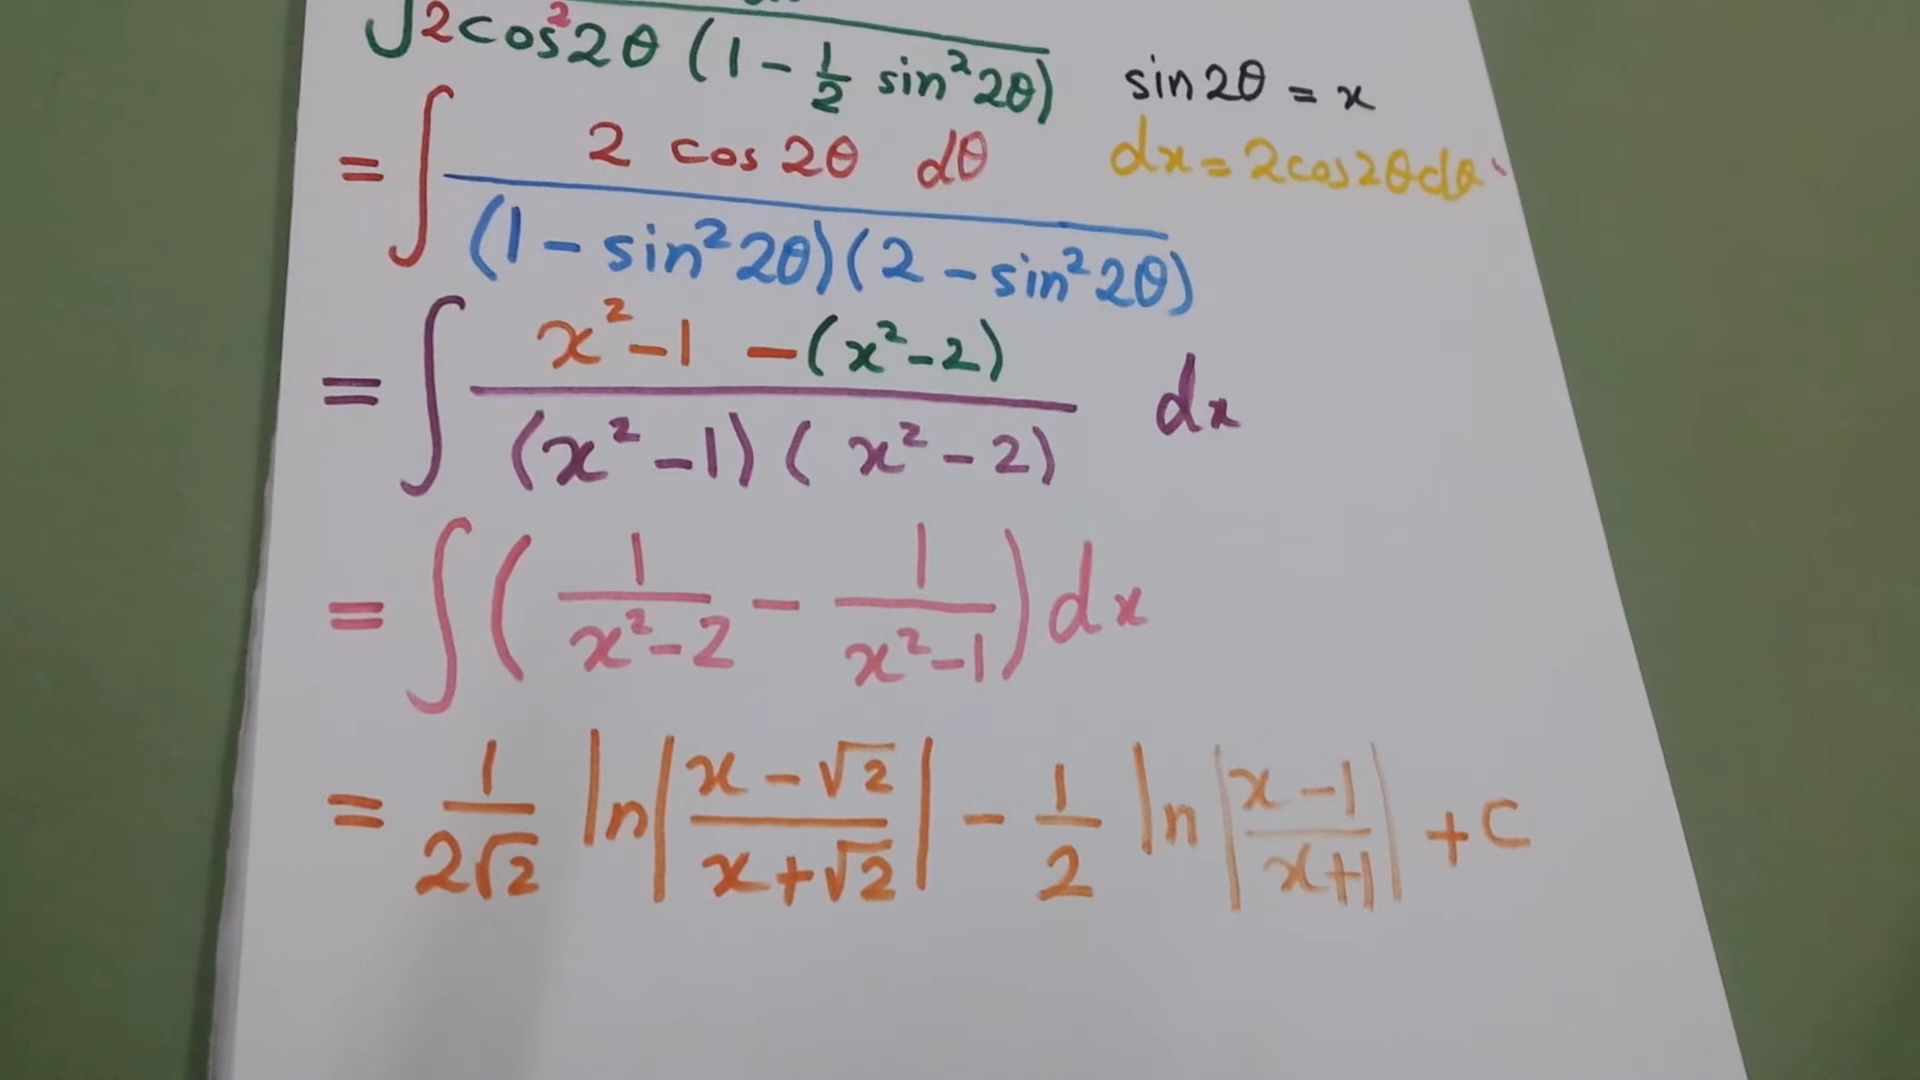 ∫ 2cos²2θ (1 - 1/2 sin²2θ) sin2θ = x
= ∫ 2 cos 2θ dθ / (1 - sin²2θ)(2 - sin²2θ) dx = 2cos2θdθ
= ∫ x² - 1 - (x² - 2) / (x² - 1)(x² - 2) dx
= ∫ (1/(x² - 2) - 1/(x² - 1)) dx
= 1/(2√2) ln|(x - √2)/(x + √2)| - 1/2 ln|(x - 1)/(x + 1)| + C